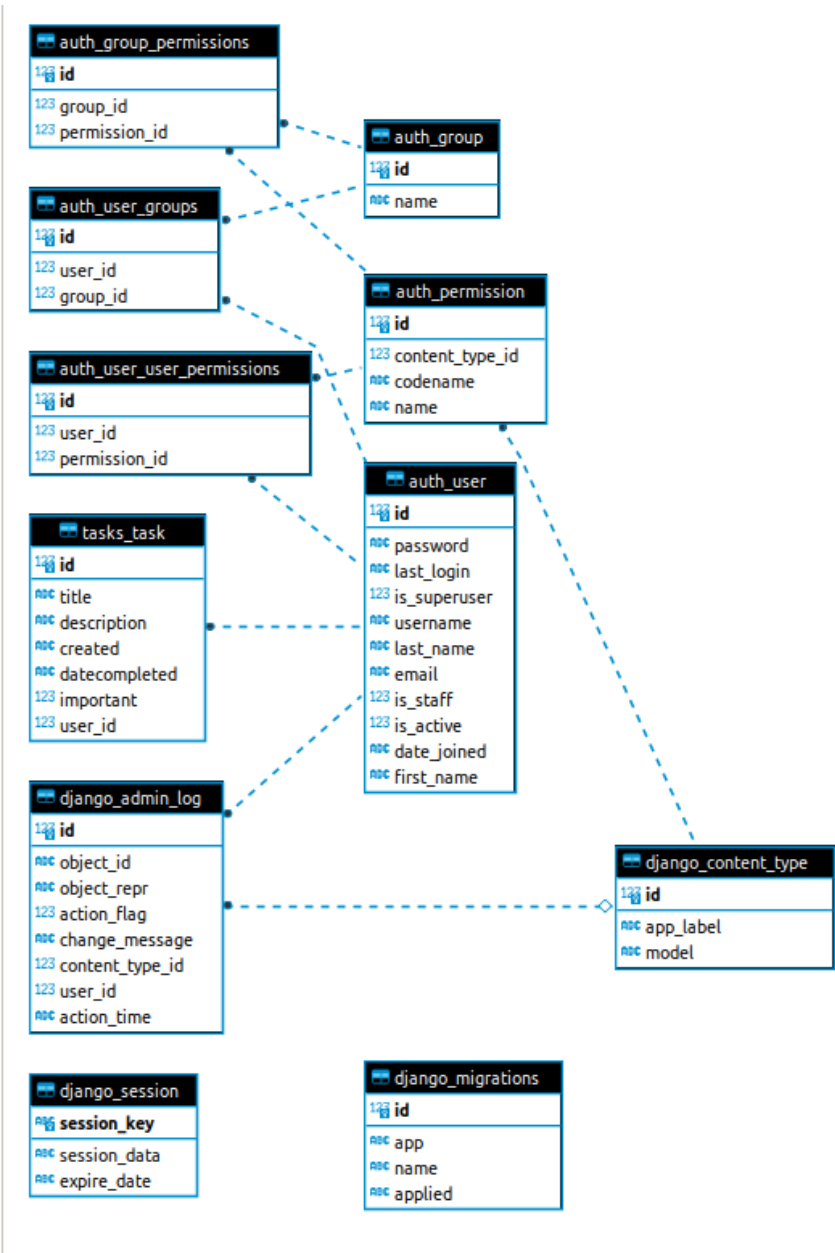 auth_group_permissions
id
group_id
permission_id
auth_group
id
name
auth_user_groups
id
user_id
group_id
auth_permission
id
content_type_id
codename
name
auth_user_user_permissions
id
user_id
permission_id
auth_user
id
password
last_login
is_superuser
username
last_name
email
is_staff
is_active
date_joined
first_name
tasks_task
id
title
description
created
datecompleted
important
user_id
django_admin_log
id
object_id
object_repr
action_flag
change_message
content_type_id
user_id
action_time
django_content_type
id
app_label
model
django_session
session_key
session_data
expire_date
django_migrations
id
app
name
applied